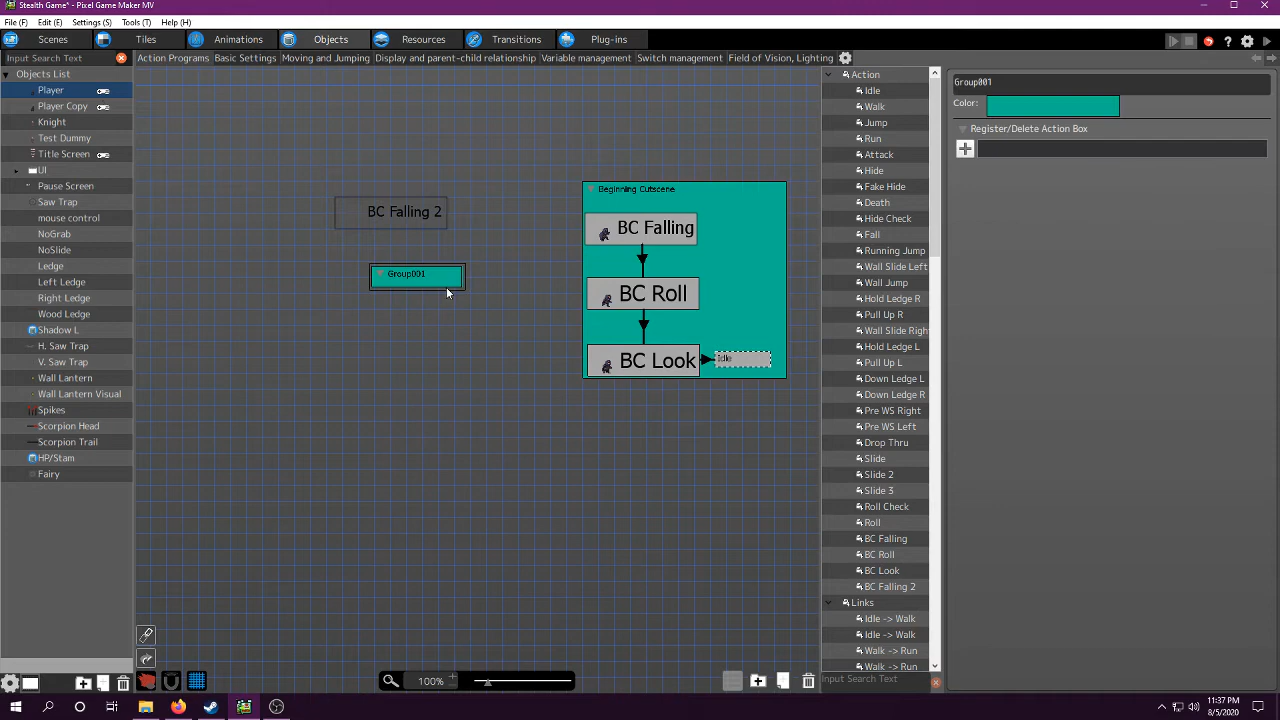 Stealth Game* - Pixel Game Maker MV
File (F) Edit (E) Settings (S) Tools (T) Help (H)
Scenes Tiles Animations Objects Resources Transitions Plug-ins
Input Search Text
Action Programs Basic Settings Moving and Jumping Display and parent-child relationship Variable management Switch management Field of Vision, Lighting
Objects List
Player
Player Copy
Knight
Test Dummy
Title Screen
UI
Pause Screen
Saw Trap
mouse control
NoGrab
NoSlide
Ledge
Left Ledge
Right Ledge
Wood Ledge
Shadow L
H. Saw Trap
V. Saw Trap
Wall Lantern
Wall Lantern Visual
Spikes
Scorpion Head
Scorpion Trail
HP/Stam
Fairy
BC Falling 2
Group001
Beginning Cutscene
BC Falling
BC Roll
BC Look
Idle
100%
Action
Idle
Walk
Jump
Run
Attack
Hide
Fake Hide
Death
Hide Check
Fall
Running Jump
Wall Slide Left
Wall Jump
Hold Ledge R
Pull Up R
Wall Slide Right
Hold Ledge L
Pull Up L
Down Ledge L
Down Ledge R
Pre WS Right
Pre WS Left
Drop Thru
Slide
Slide 2
Slide 3
Roll Check
Roll
BC Falling
BC Roll
BC Look
BC Falling 2
Links
Idle -> Walk
Idle -> Walk
Walk -> Run
Walk -> Run
Input Search Text
Group001
Color:
Register/Delete Action Box
11:37 PM
8/5/2020